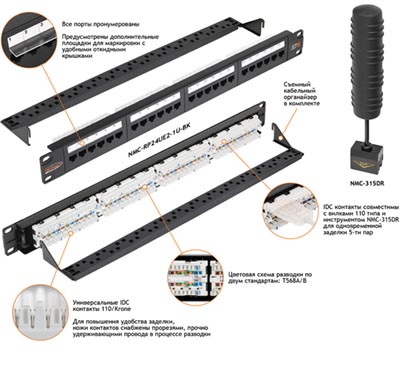 Все порты пронумерованы
Предусмотрены дополнительные
площадки для маркировки с
удобными откидными
крышками
Съемный
кабельный
органайзер
в комплекте
NMC-RP24UE2-1U-BK
NMC-315DR
IDC контакты совместимы
с вилками 110 типа и
инструментом NMC-315DR
для одновременной
заделки 5-ти пар
Цветовая схема разводки по
двум стандартам: T568A/B
Универсальные IDC
контакты 110/Krone
Для повышения удобства заделки,
ножи контактов снабжены прорезями, прочно
удерживающими провода в процессе разводки